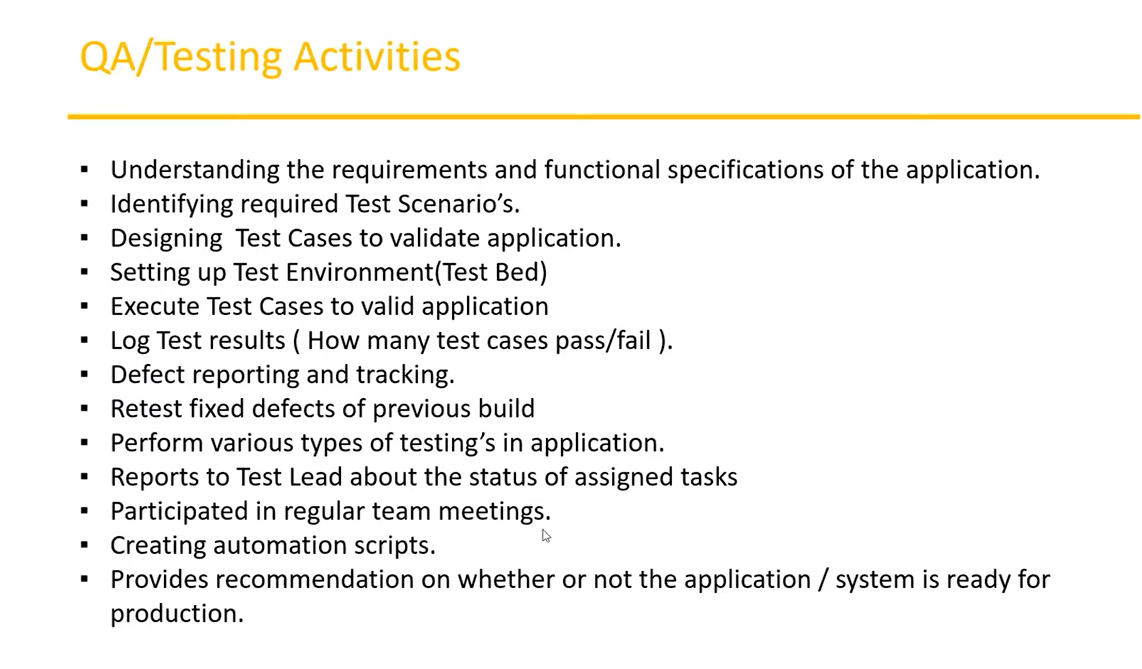 QA/Testing Activities
▪ Understanding the requirements and functional specifications of the application.
▪ Identifying required Test Scenario's.
▪ Designing  Test Cases to validate application.
▪ Setting up Test Environment(Test Bed)
▪ Execute Test Cases to valid application
▪ Log Test results ( How many test cases pass/fail ).
▪ Defect reporting and tracking.
▪ Retest fixed defects of previous build
▪ Perform various types of testing's in application.
▪ Reports to Test Lead about the status of assigned tasks
▪ Participated in regular team meetings.
▪ Creating automation scripts.
▪ Provides recommendation on whether or not the application / system is ready for
production.